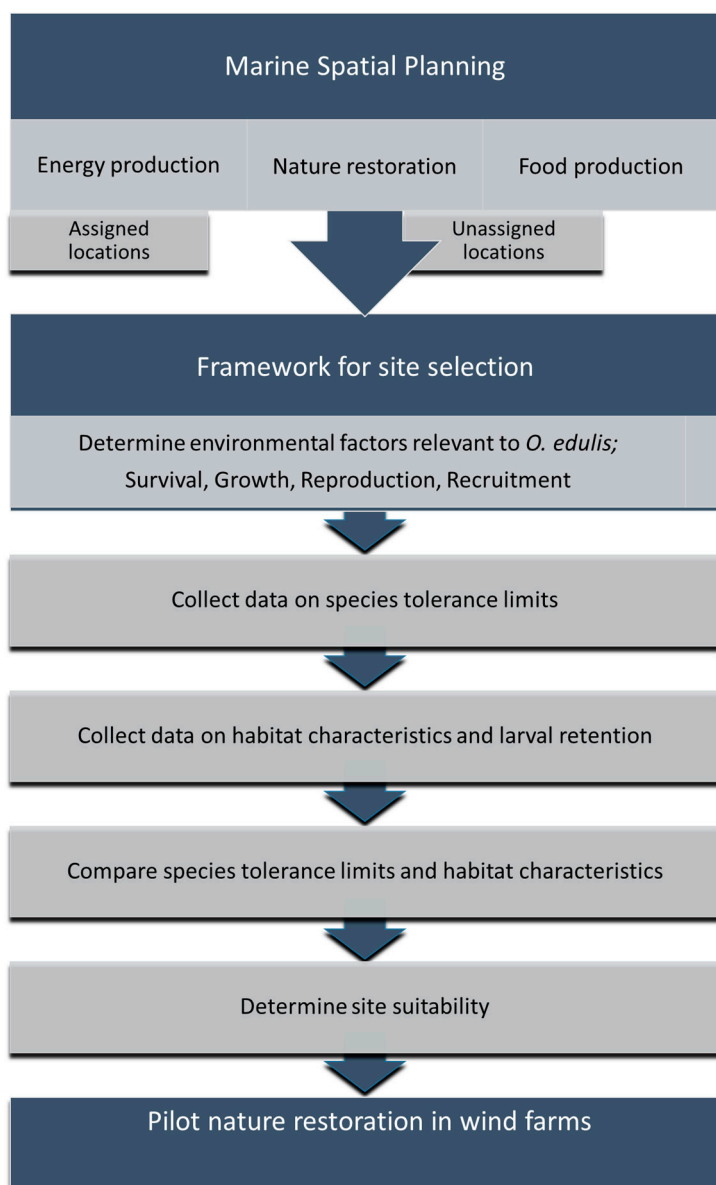 Marine Spatial Planning
Energy production
Nature restoration
Food production
Assigned
locations
Unassigned
locations
Framework for site selection
Determine environmental factors relevant to O. edulis;
Survival, Growth, Reproduction, Recruitment
Collect data on species tolerance limits
Collect data on habitat characteristics and larval retention
Compare species tolerance limits and habitat characteristics
Determine site suitability
Pilot nature restoration in wind farms